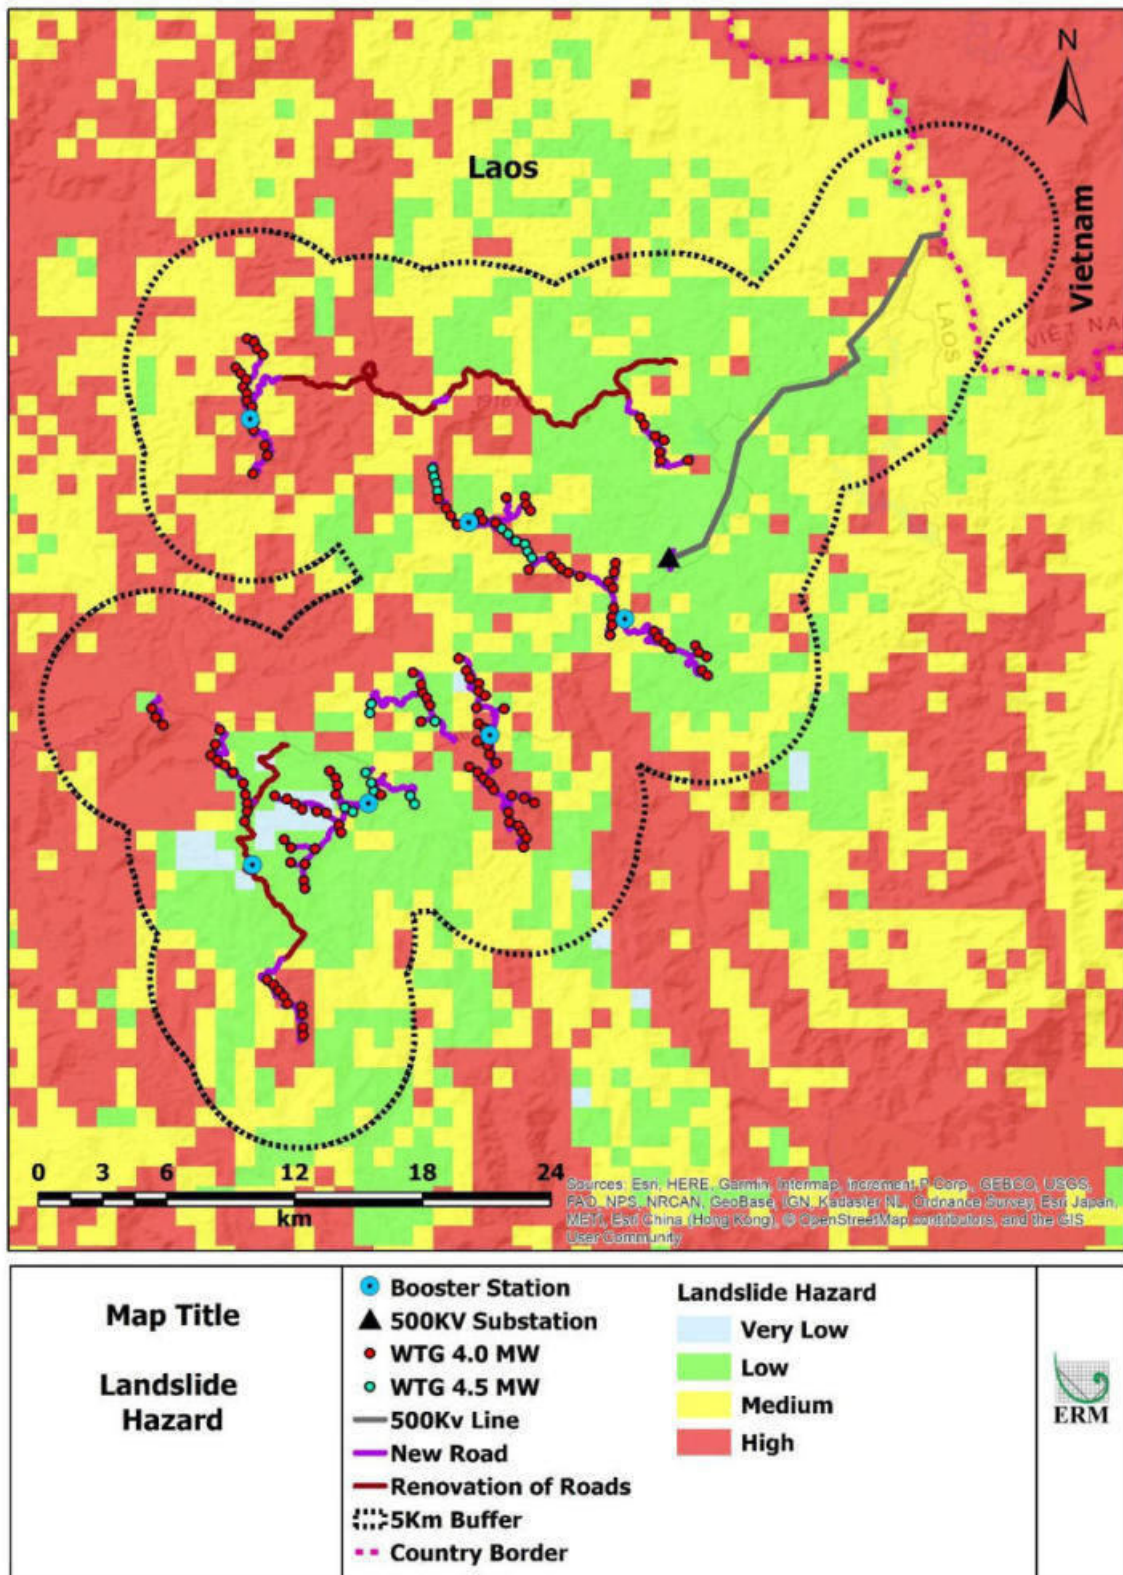 N
Laos
Vietnam
LAOS
VIET NA
0 3 6 12 18 24
km
Sources: Esri, HERE, Garmin, Intermap, increment P Corp., GEBCO, USGS,
FAO, NPS, NRCAN, GeoBase, IGN, Kadaster NL, Ordnance Survey, Esri Japan,
METI, Esri China (Hong Kong), © OpenStreetMap contributors, and the GIS
User Community
Map Title
Landslide
Hazard
Booster Station
500KV Substation
WTG 4.0 MW
WTG 4.5 MW
500Kv Line
New Road
Renovation of Roads
5Km Buffer
Country Border
Landslide Hazard
Very Low
Low
Medium
High
ERM